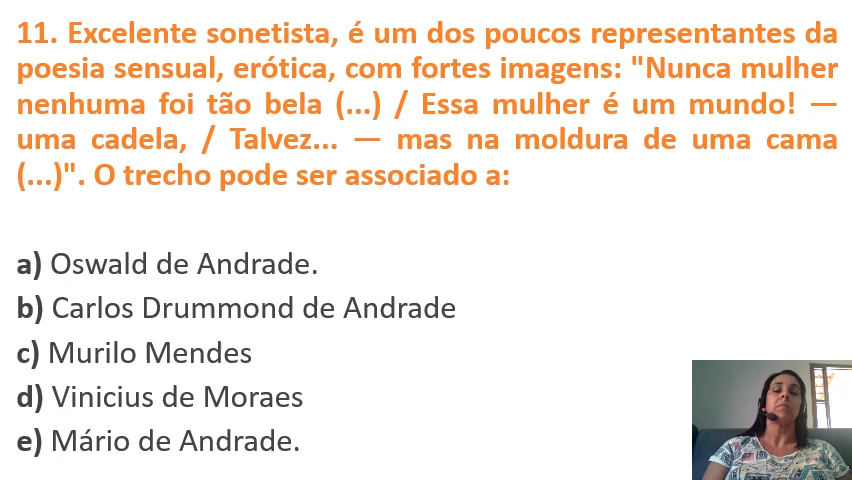 11. Excelente sonetista, é um dos poucos representantes da
poesia sensual, erótica, com fortes imagens: "Nunca mulher
nenhuma foi tão bela (...) / Essa mulher é um mundo! —
uma cadela, / Talvez... — mas na moldura de uma cama
(...)". O trecho pode ser associado a:
a) Oswald de Andrade.
b) Carlos Drummond de Andrade
c) Murilo Mendes
d) Vinicius de Moraes
e) Mário de Andrade.